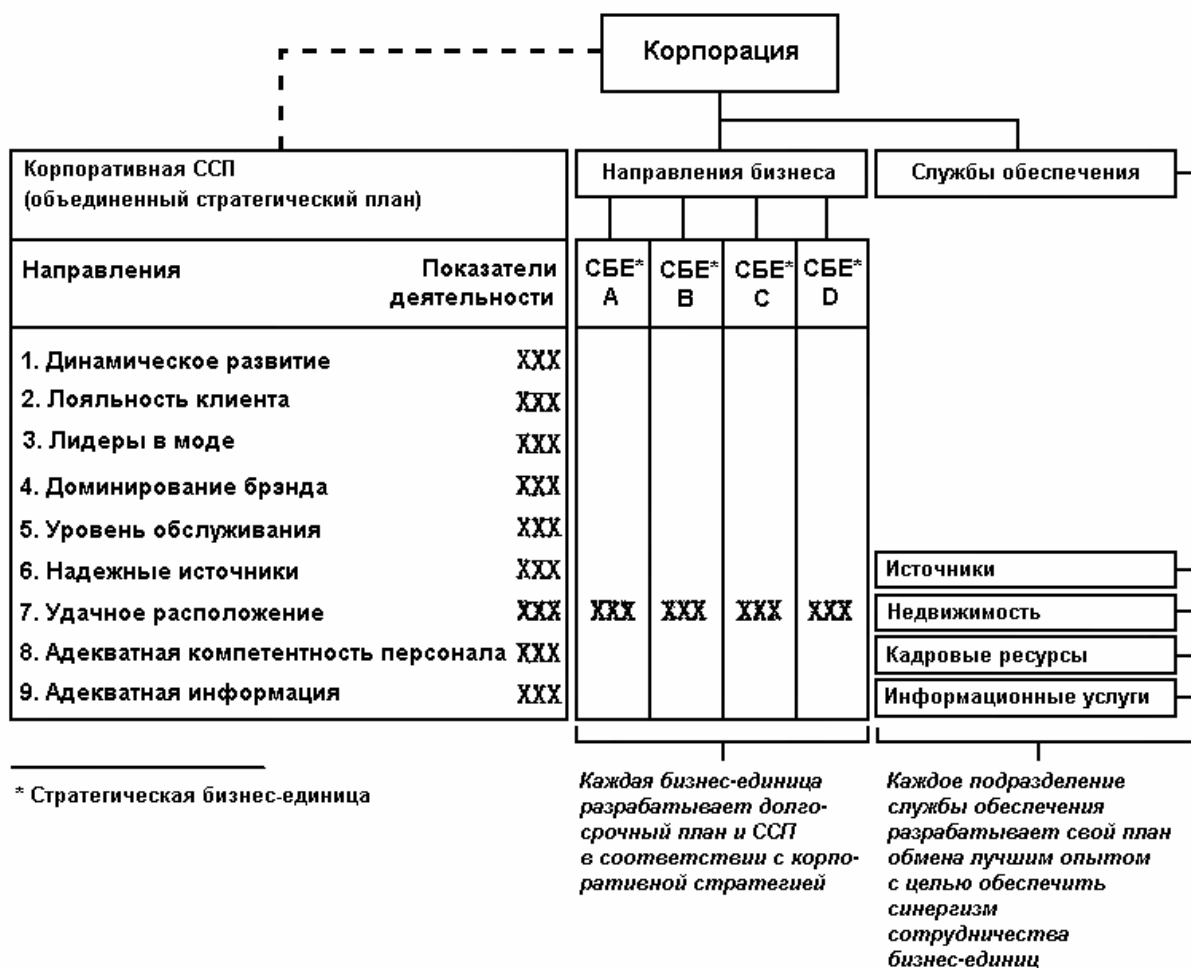 Корпорация
Корпоративная ССП
(объединенный стратегический план)
Направления бизнеса
Службы обеспечения
Направления
Показатели
деятельности
СБЕ*
A
СБЕ*
B
СБЕ*
C
СБЕ*
D
1. Динамическое развитие XXX
2. Лояльность клиента XXX
3. Лидеры в моде XXX
4. Доминирование брэнда XXX
5. Уровень обслуживания XXX
6. Надежные источники XXX
Источники
7. Удачное расположение XXX XXX XXX XXX XXX
Недвижимость
8. Адекватная компетентность персонала XXX
Кадровые ресурсы
9. Адекватная информация XXX
Информационные услуги
* Стратегическая бизнес-единица
Каждая бизнес-единица
разрабатывает долго-
срочный план и ССП
в соответствии с корпо-
ративной стратегией
Каждое подразделение
службы обеспечения
разрабатывает свой план
обмена лучшим опытом
с целью обеспечить
синергизм
сотрудничества
бизнес-единиц